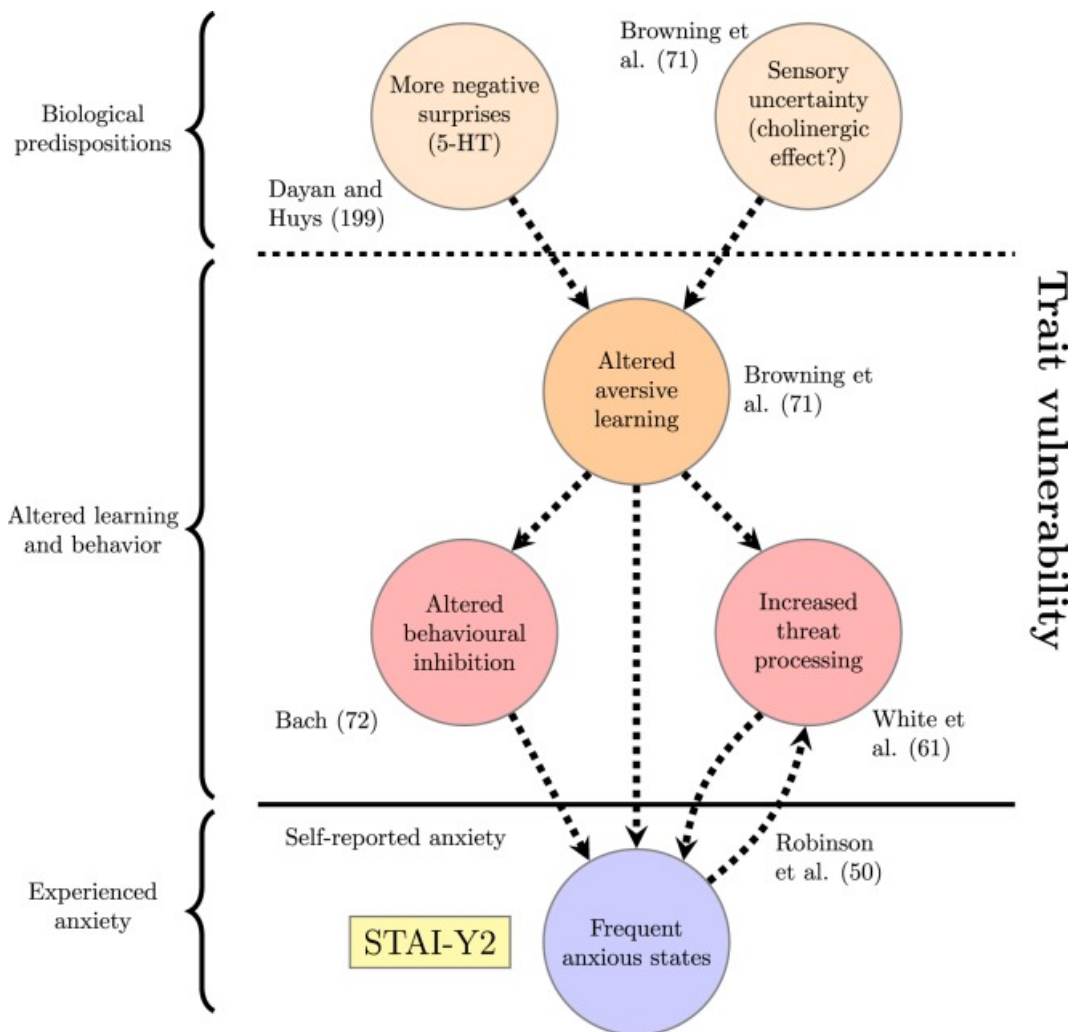 Biological
predispositions
More negative
surprises
(5-HT)
Browning et
al. (71)
Sensory
uncertainty
(cholinergic
effect?)
Dayan and
Huys (199)
Altered
aversive
learning
Browning et
al. (71)
Trait vulnerability
Altered learning
and behavior
Altered
behavioural
inhibition
Increased
threat
processing
Bach (72)
White et
al. (61)
Self-reported anxiety
Robinson
et al. (50)
Experienced
anxiety
STAI-Y2
Frequent
anxious states